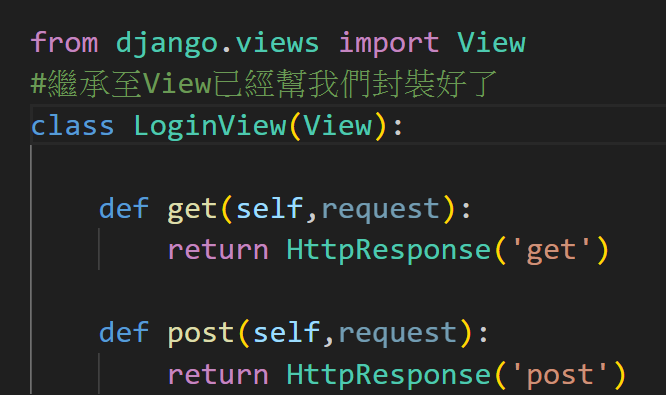 from django.views import View
#繼承至View已經幫我們封裝好了
class LoginView(View):
def get(self,request):
return HttpResponse('get')
def post(self,request):
return HttpResponse('post')